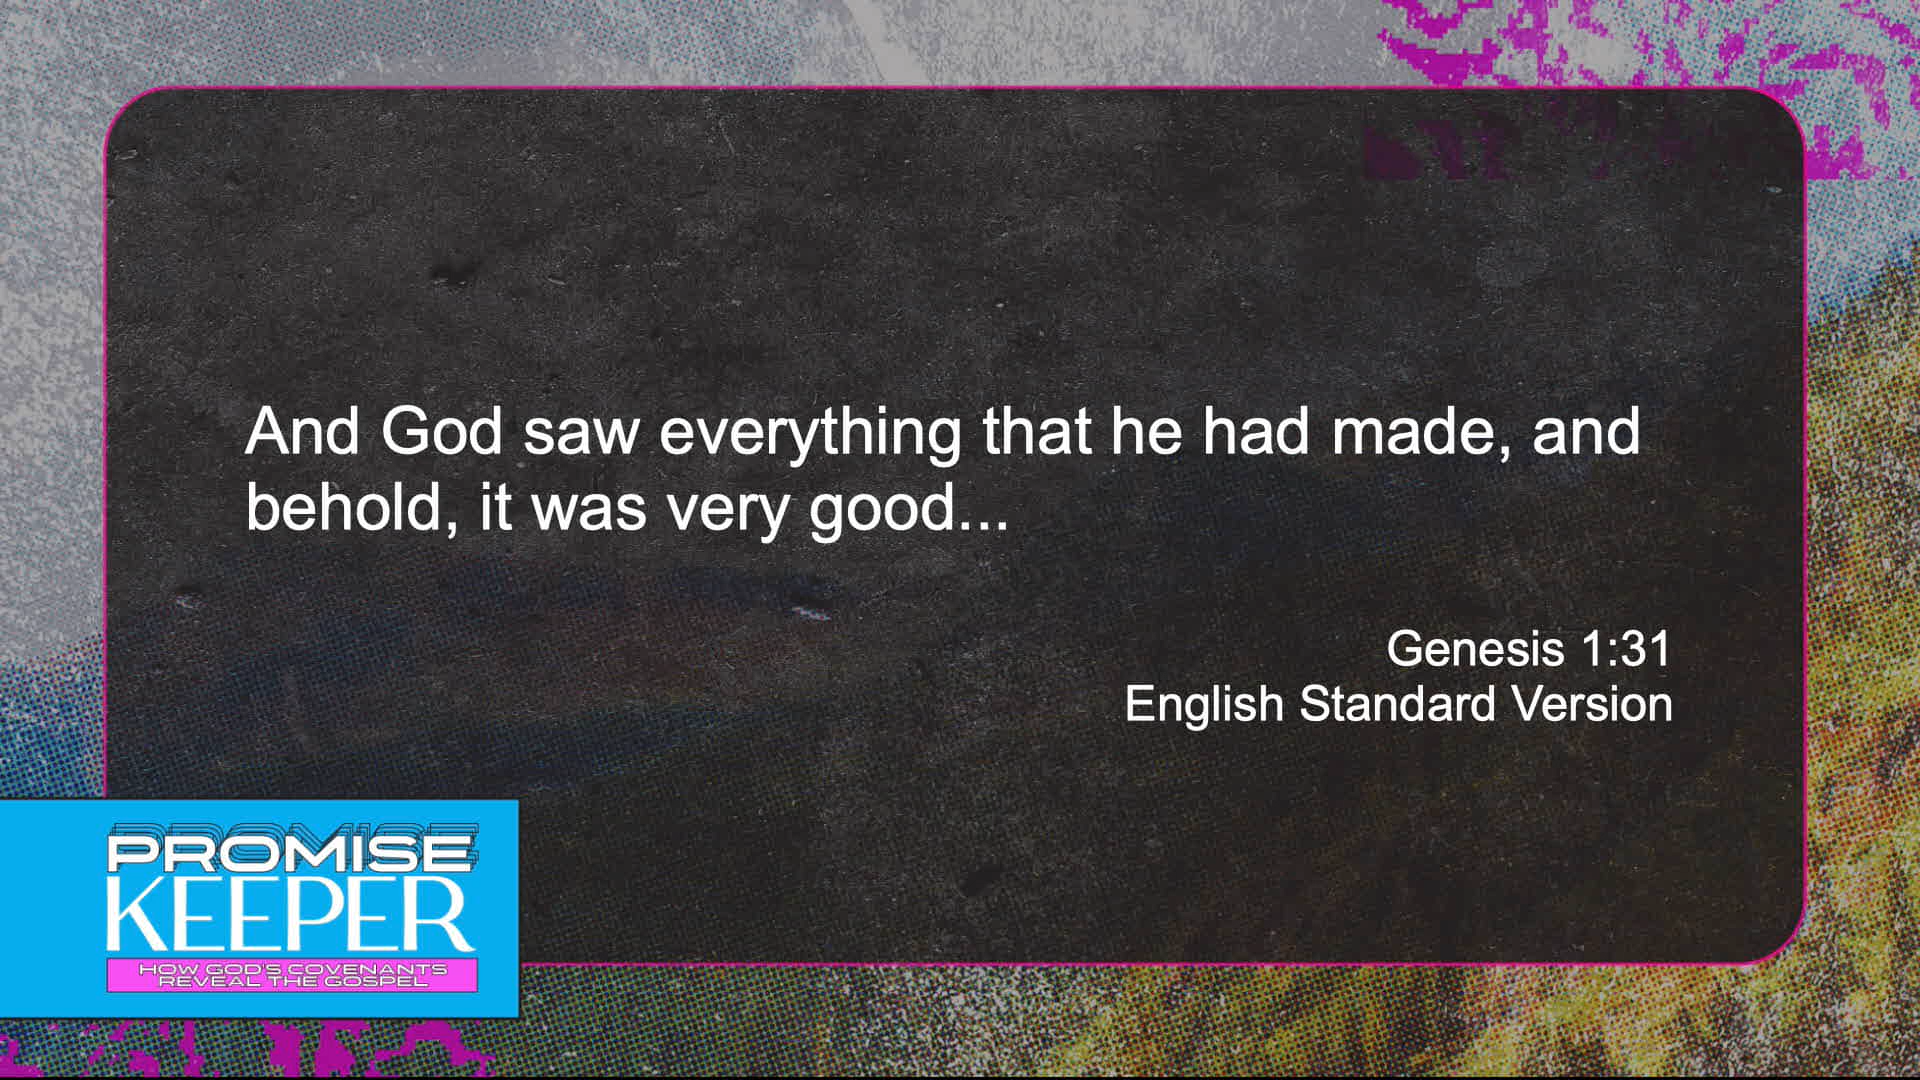 And God saw everything that he had made, and
behold, it was very good...
Genesis 1:31
English Standard Version
PROMISE
KEEPER
HOW GOD'S COVENANTS
REVEAL THE GOSPEL